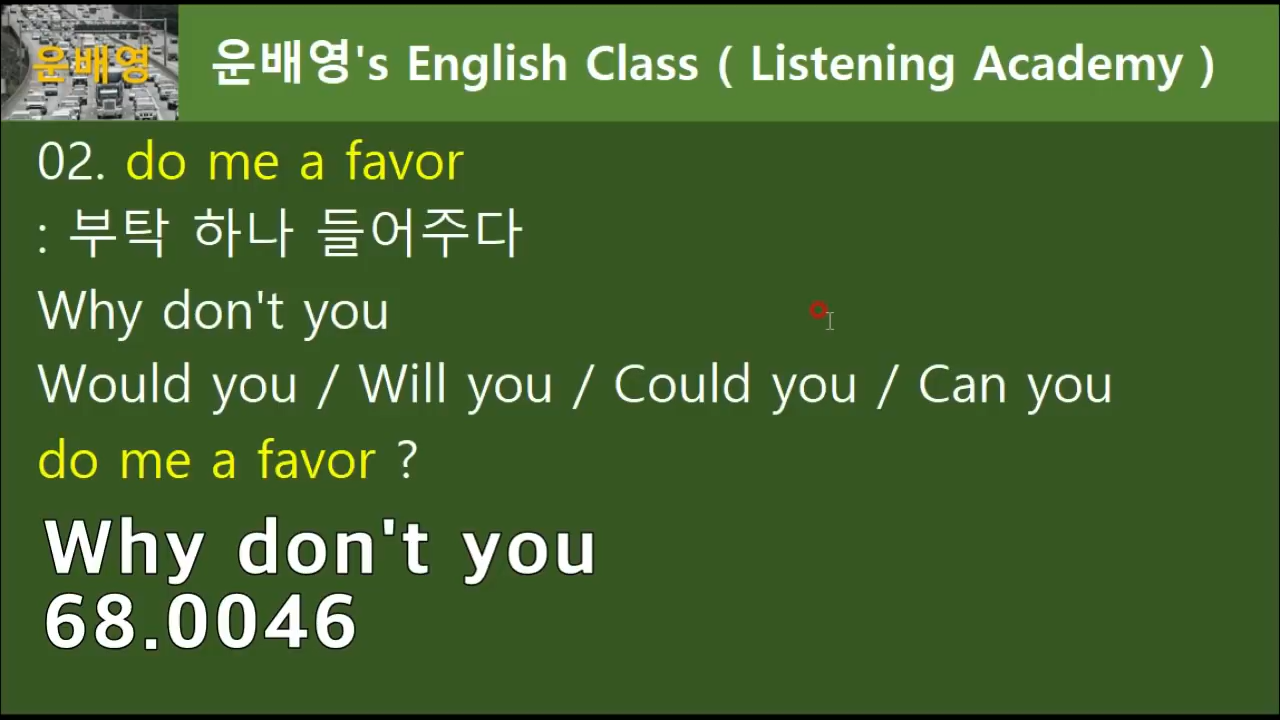 운배영
운배영's English Class ( Listening Academy )
02. do me a favor
: 부탁 하나 들어주다
Why don't you
Would you / Will you / Could you / Can you
do me a favor ?
Why don't you
68.0046